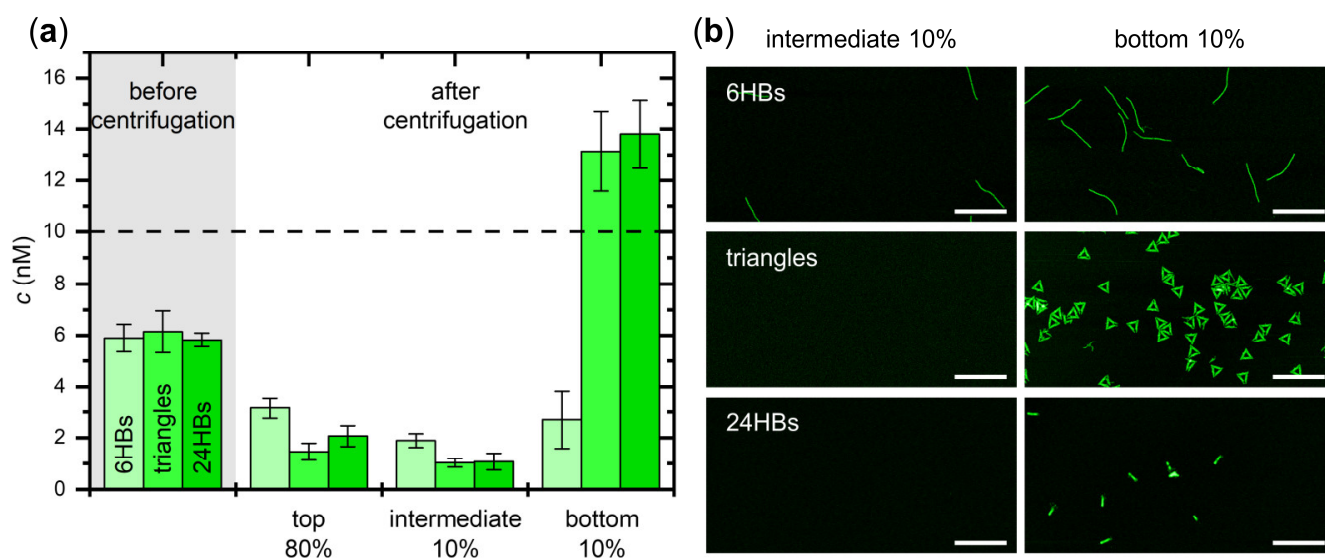 (a)
16
14
12
10
8
6
4
2
0
c (nM)
before
centrifugation
after
centrifugation
6HBs
triangles
24HBs
top
80%
intermediate
10%
bottom
10%
(b)
intermediate 10%
bottom 10%
6HBs
triangles
24HBs